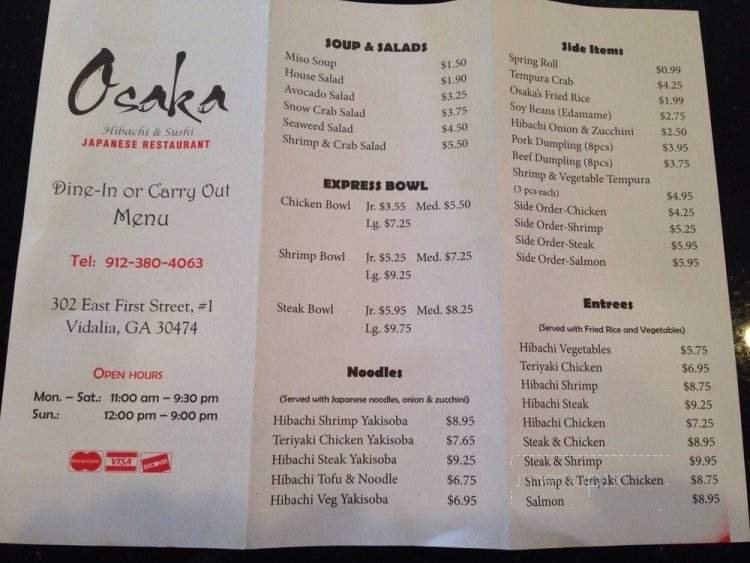 Osaka
Hibachi & Sushi
JAPANESE RESTAURANT
Dine-In or Carry Out
Menu
Tel: 912-380-4063
302 East First Street, #1
Vidalia, GA 30474
OPEN HOURS
Mon. – Sat.: 11:00 am – 9:30 pm
Sun.: 12:00 pm – 9:00 pm
MasterCard VISA DISCOVER
SOUP & SALADS
Miso Soup $1.50
House Salad $1.90
Avocado Salad $3.25
Snow Crab Salad $3.75
Seaweed Salad $4.50
Shrimp & Crab Salad $5.50
EXPRESS BOWL
Chicken Bowl Jr. $3.55 Med. $5.50
Lg. $7.25
Shrimp Bowl Jr. $5.25 Med. $7.25
Lg. $9.25
Steak Bowl Jr. $5.95 Med. $8.25
Lg. $9.75
Noodles
(Served with Japanese noodles, onion & zucchini)
Hibachi Shrimp Yakisoba $8.95
Teriyaki Chicken Yakisoba $7.65
Hibachi Steak Yakisoba $9.25
Hibachi Tofu & Noodle $6.75
Hibachi Veg Yakisoba $6.95
Side Items
Spring Roll $0.99
Tempura Crab $4.25
Osaka's Fried Rice $1.99
Soy Beans (Edamame) $2.75
Hibachi Onion & Zucchini $2.50
Pork Dumpling (8pcs) $3.95
Beef Dumpling (8pcs) $3.75
Shrimp & Vegetable Tempura
(3 pcs each) $4.95
Side Order-Chicken $4.25
Side Order-Shrimp $5.25
Side Order-Steak $5.95
Side Order-Salmon $5.95
Entrees
(Served with Fried Rice and Vegetables)
Hibachi Vegetables $5.75
Teriyaki Chicken $6.95
Hibachi Shrimp $8.75
Hibachi Steak $9.25
Hibachi Chicken $7.25
Steak & Chicken $8.95
Steak & Shrimp $9.95
Shrimp & Teriyaki Chicken $8.75
Salmon $8.95